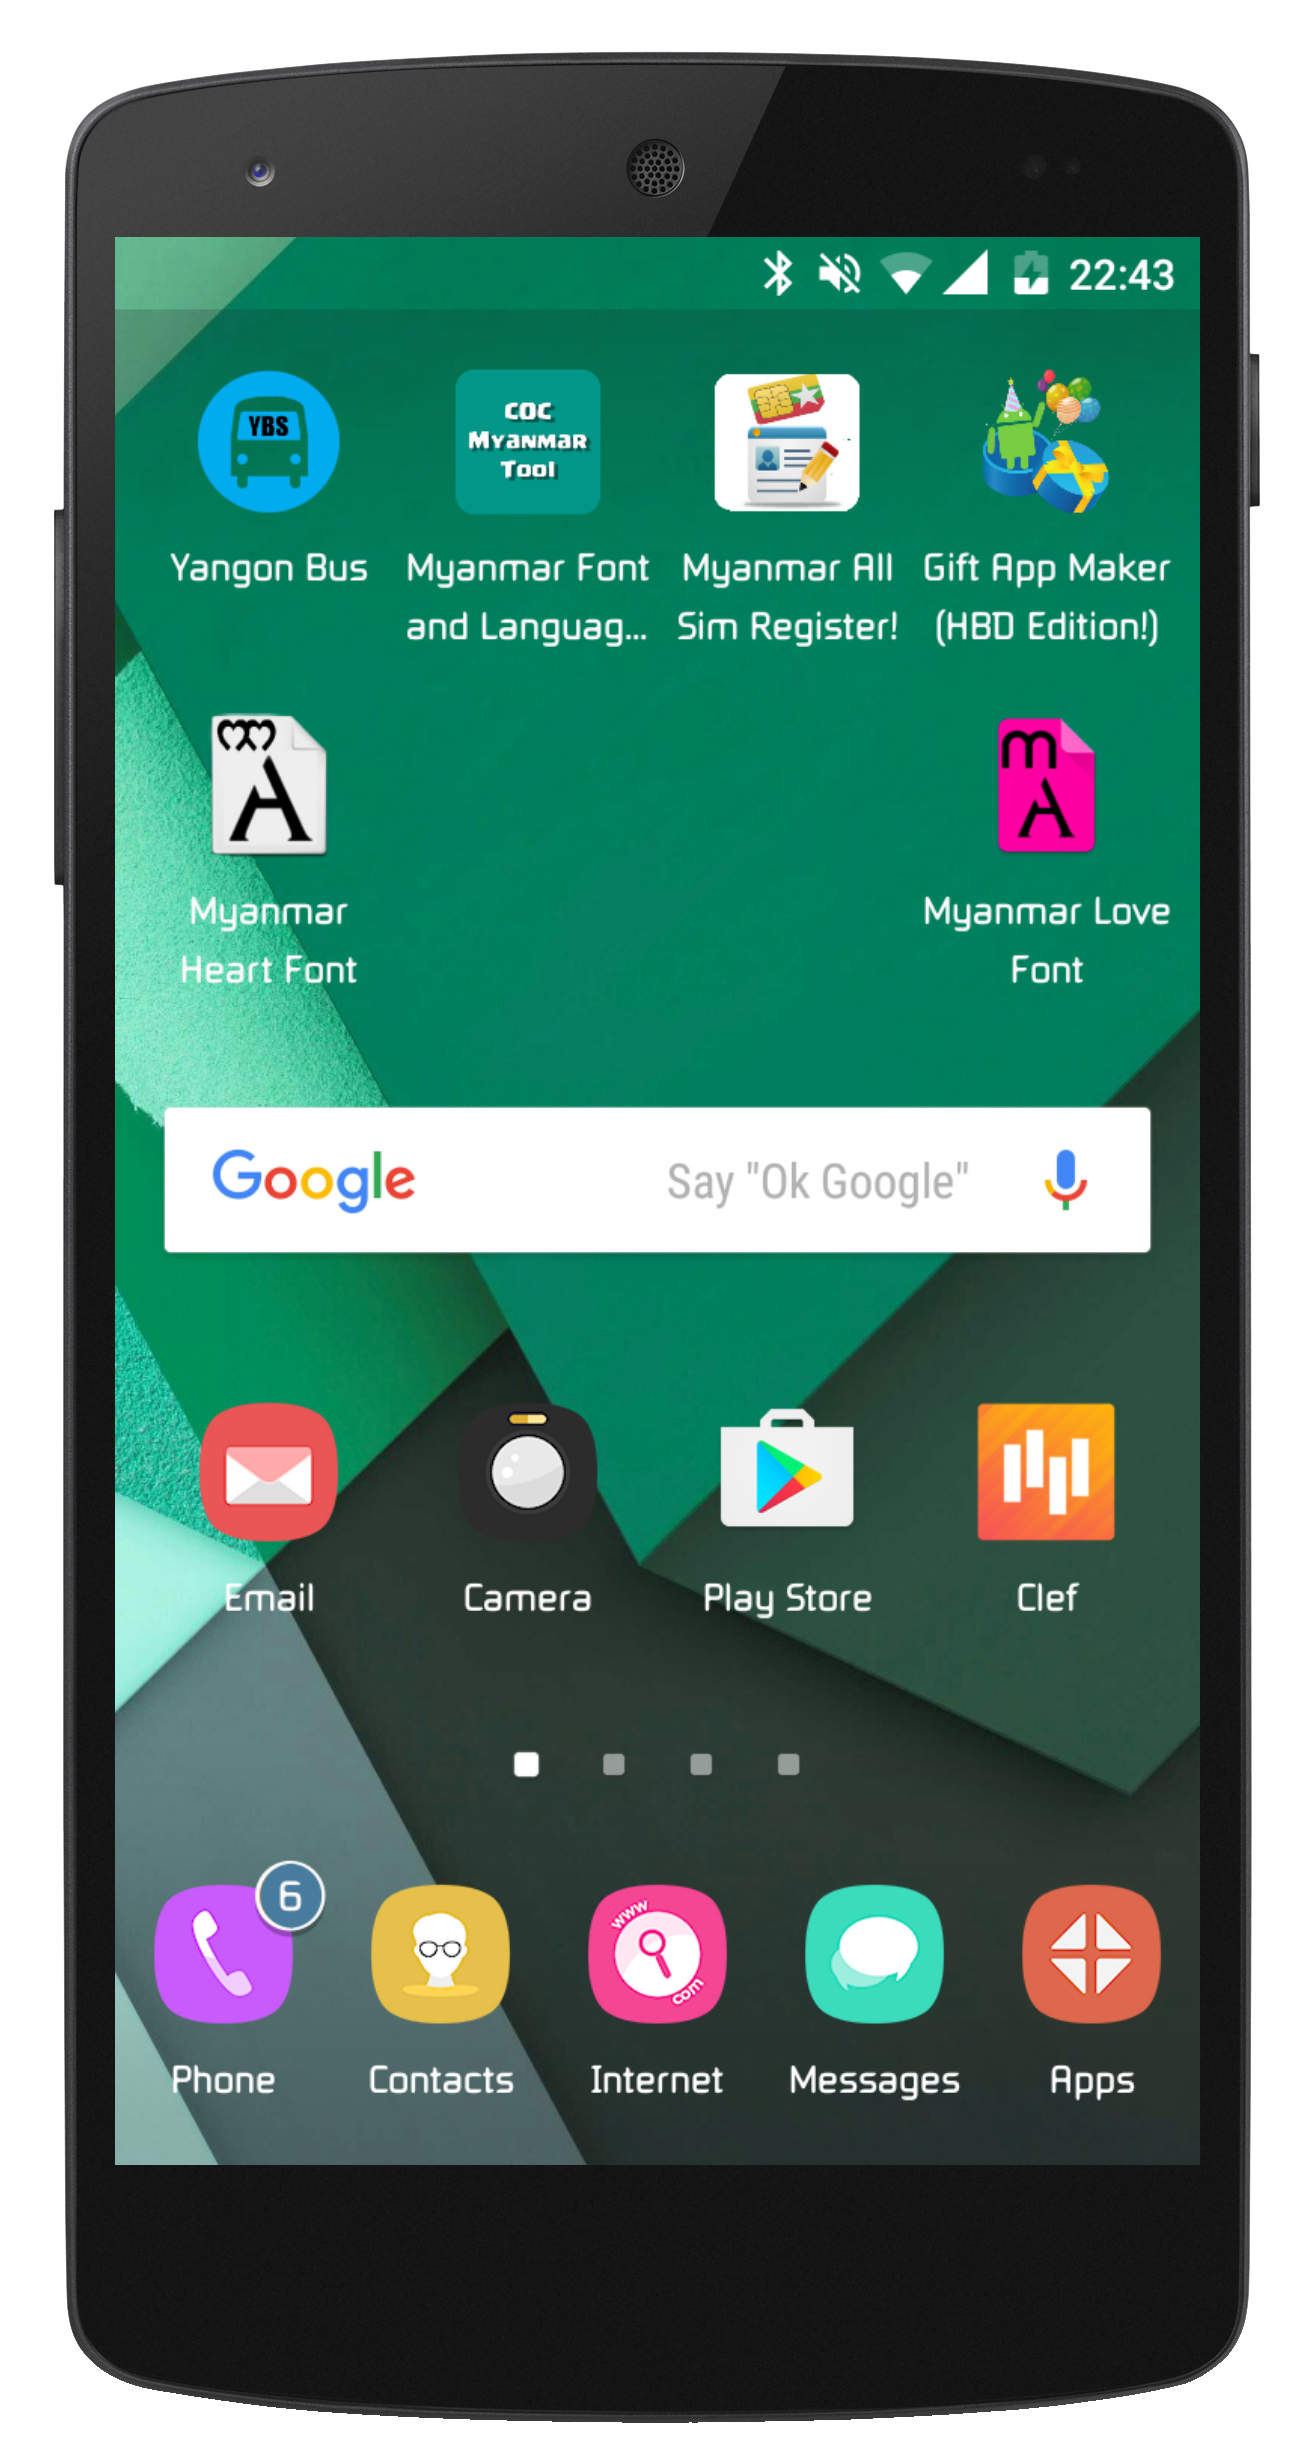 22:43
YBS
COC
Myanmar
Tool
Yangon Bus
Myanmar Font
and Languag...
Myanmar All
Sim Register!
Gift App Maker
(HBD Edition!)
m
A
Myanmar
Heart Font
Myanmar Love
Font
Google
Say "Ok Google"
Email
Camera
Play Store
Clef
6
www
com
Phone
Contacts
Internet
Messages
Apps